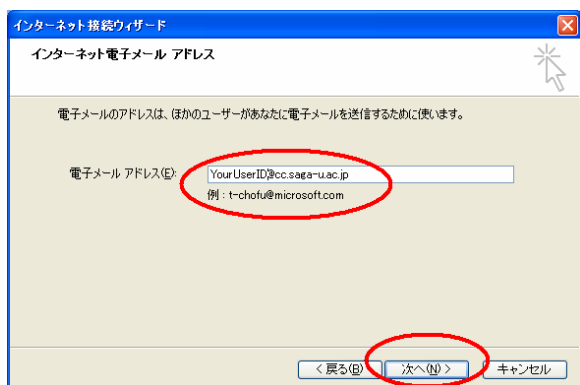 インターネット接続ウィザード
インターネット電子メール アドレス
電子メールのアドレスは、ほかのユーザーがあなたに電子メールを送信するために使います。
電子メール アドレス(E): YourUserID@cc.saga-u.ac.jp
例 : t-chofu@microsoft.com
< 戻る(B) 次へ(N) > キャンセル